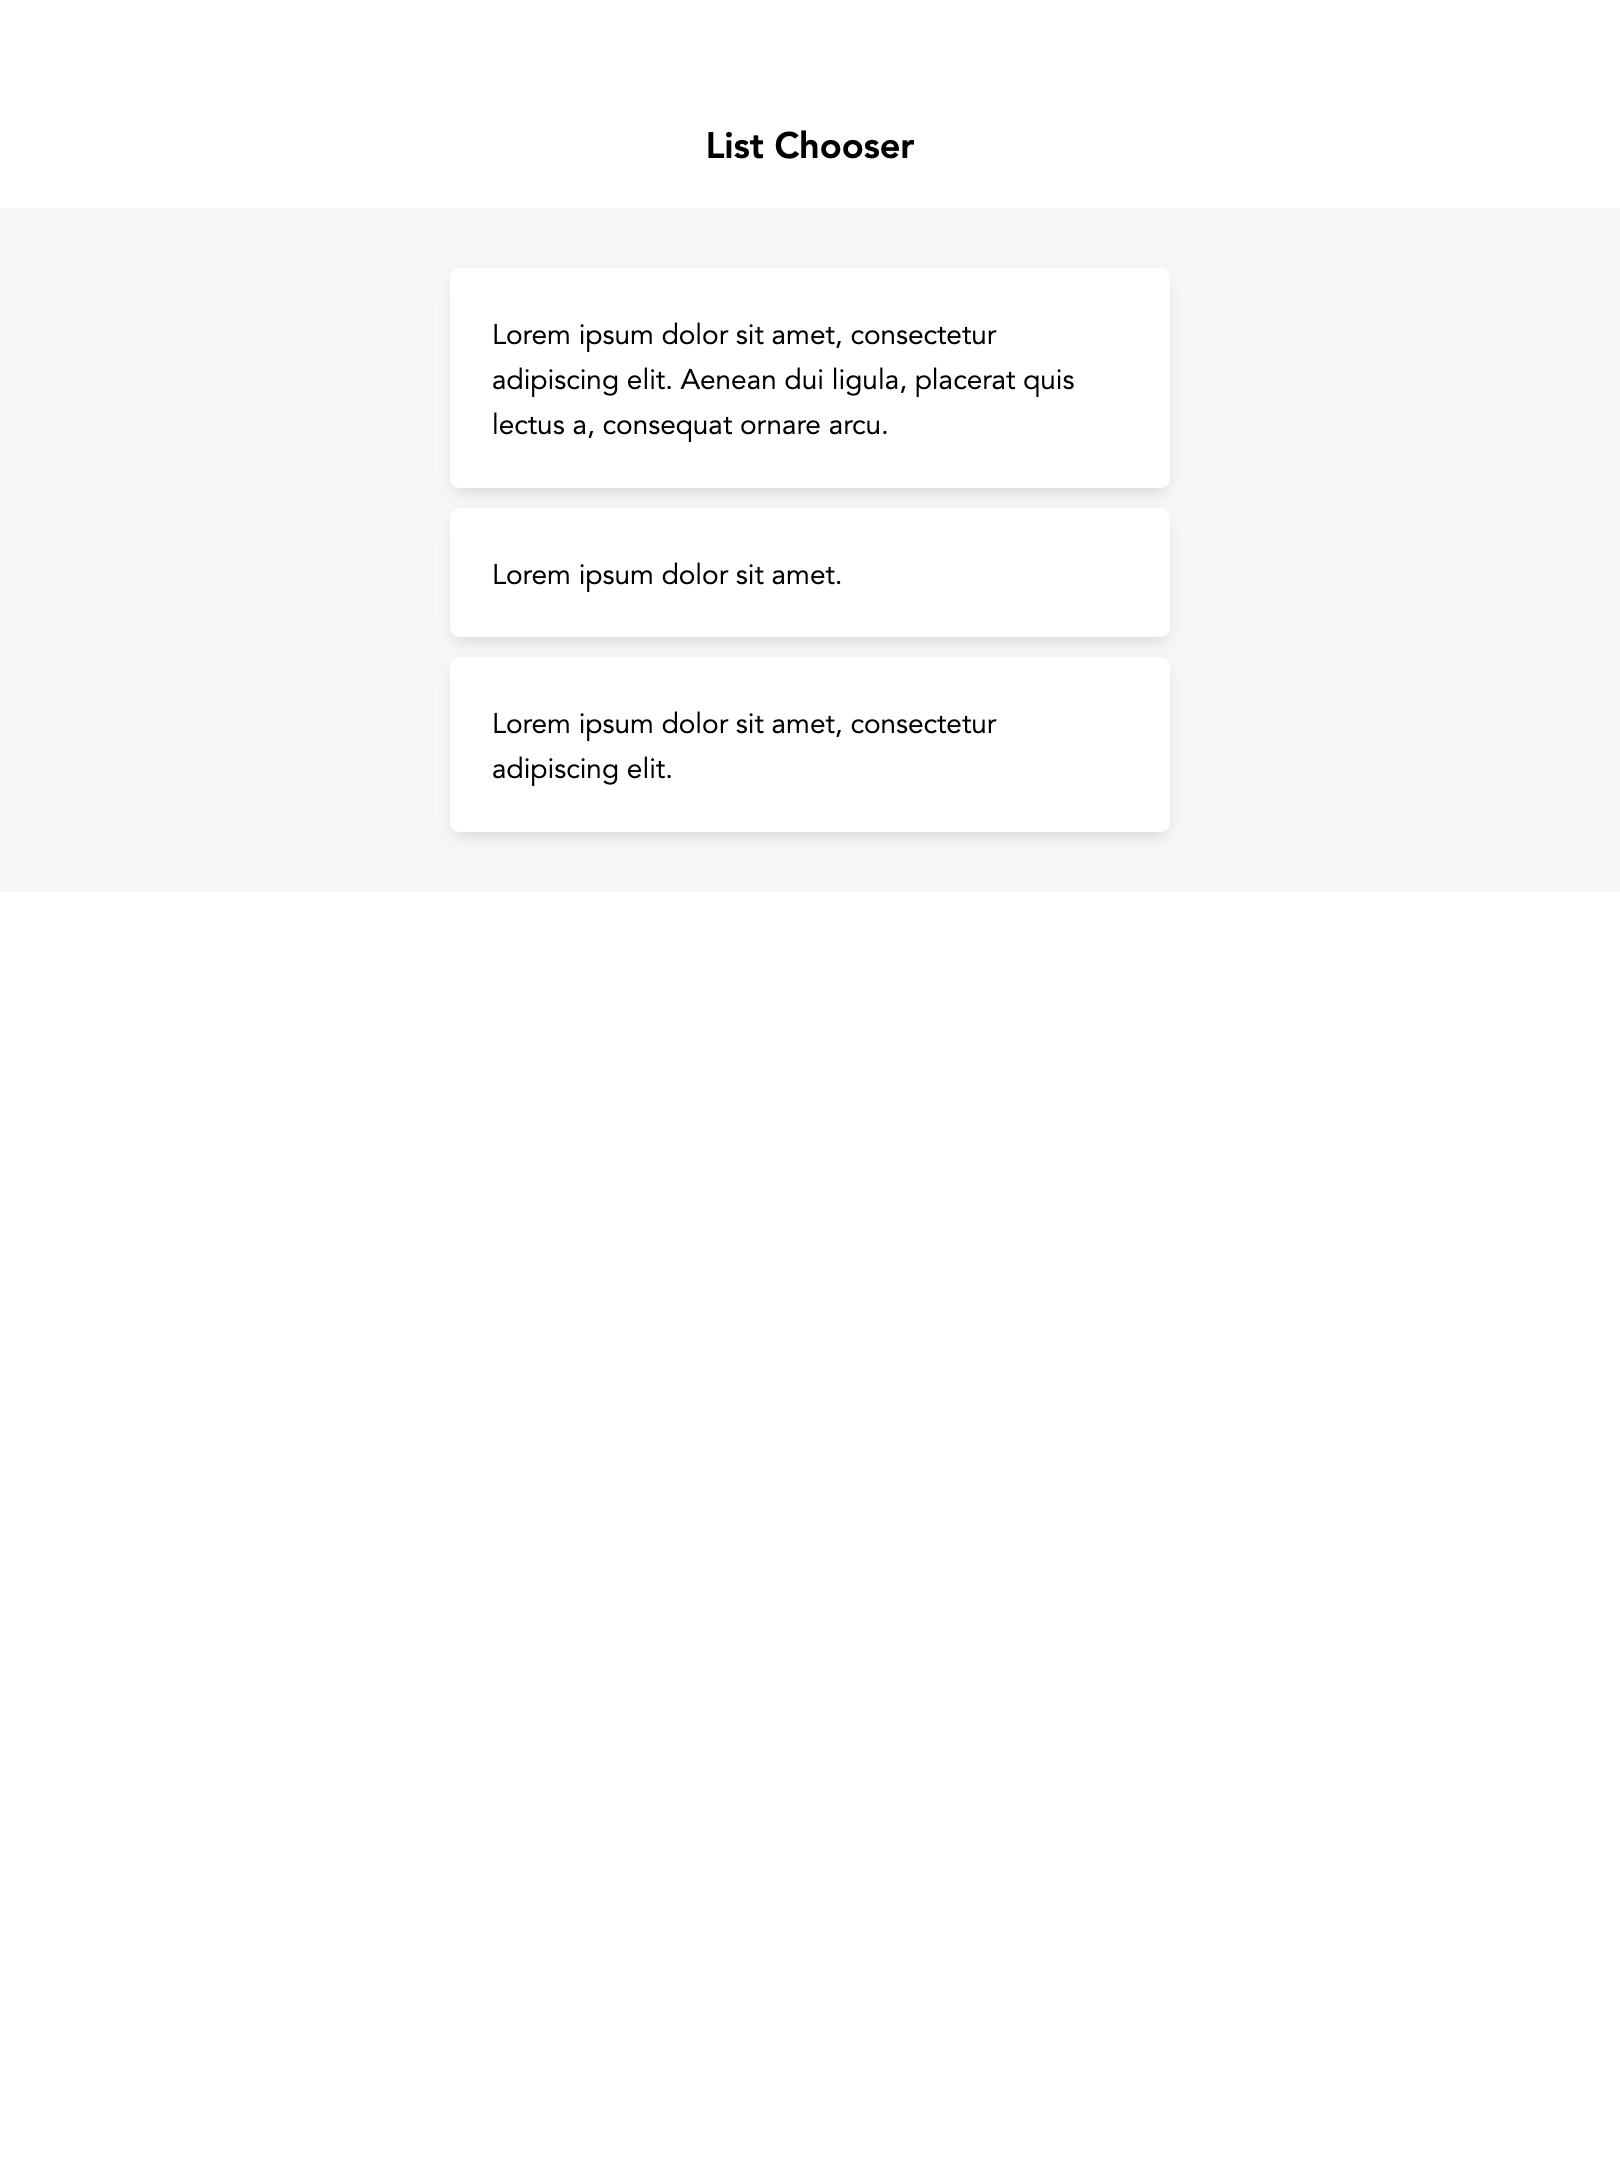 List Chooser
Lorem ipsum dolor sit amet, consectetur
adipiscing elit. Aenean dui ligula, placerat quis
lectus a, consequat ornare arcu.
Lorem ipsum dolor sit amet.
Lorem ipsum dolor sit amet, consectetur
adipiscing elit.